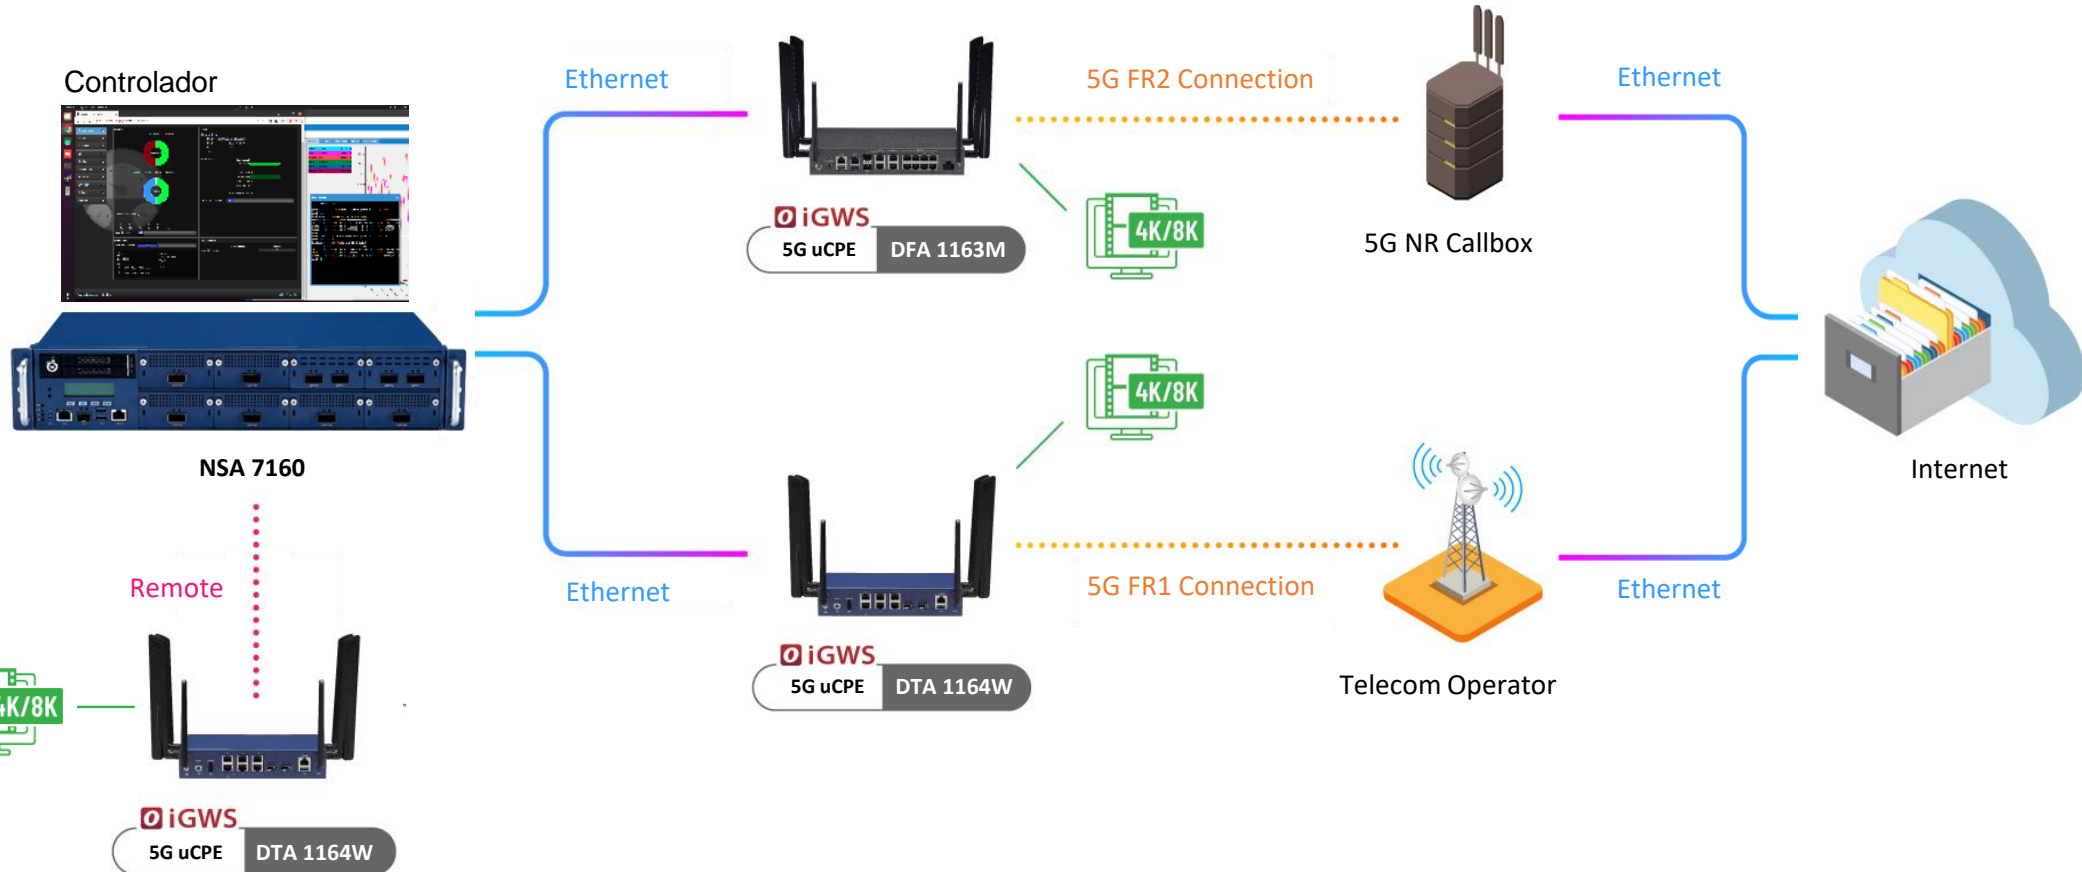 Controlador
NSA 7160
Remote
4K/8K
iGWS
5G uCPE DTA 1164W
Ethernet
iGWS
5G uCPE DFA 1163M
5G FR2 Connection
4K/8K
5G NR Callbox
Ethernet
Ethernet
iGWS
5G uCPE DTA 1164W
4K/8K
5G FR1 Connection
Telecom Operator
Ethernet
Internet